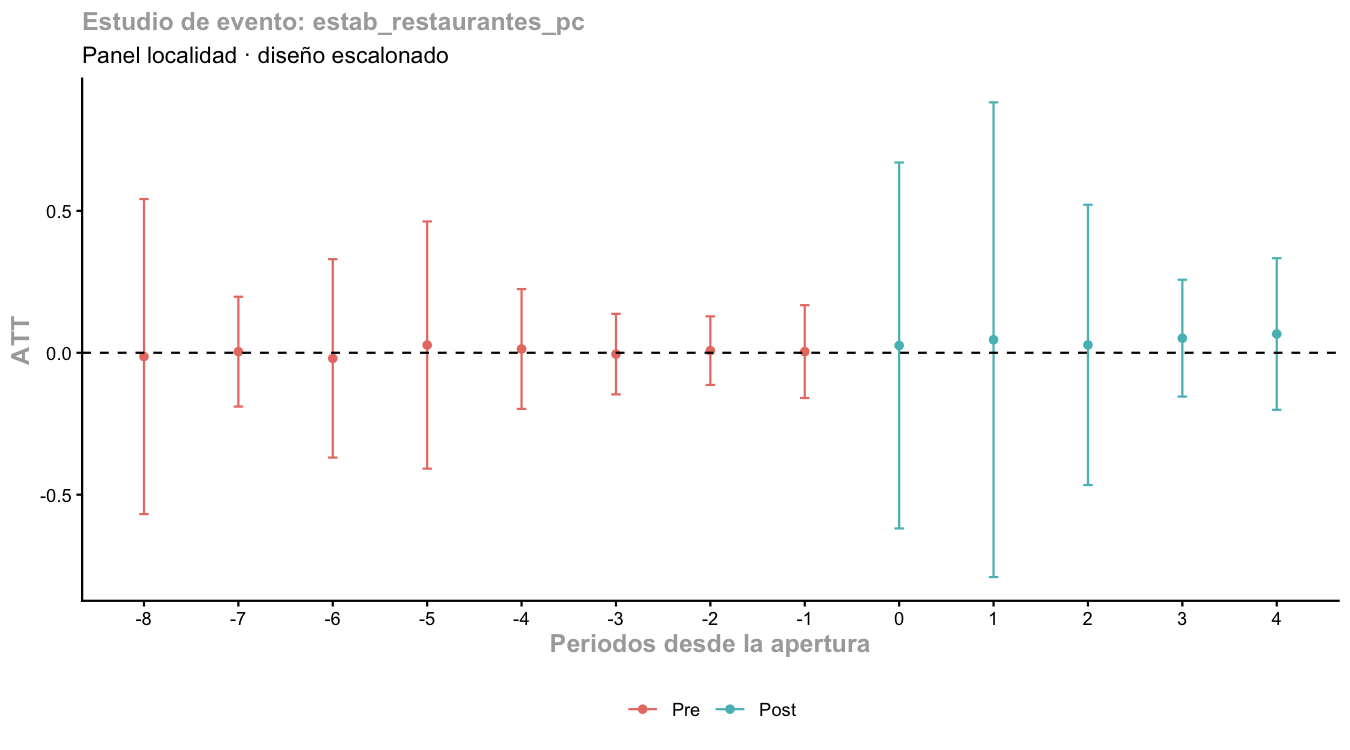 Estudio de evento: estab_restaurantes_pc
Panel localidad · diseño escalonado
ATT
0.5
0.0
-0.5
-8 -7 -6 -5 -4 -3 -2 -1 0 1 2 3 4
Periodos desde la apertura
Pre Post